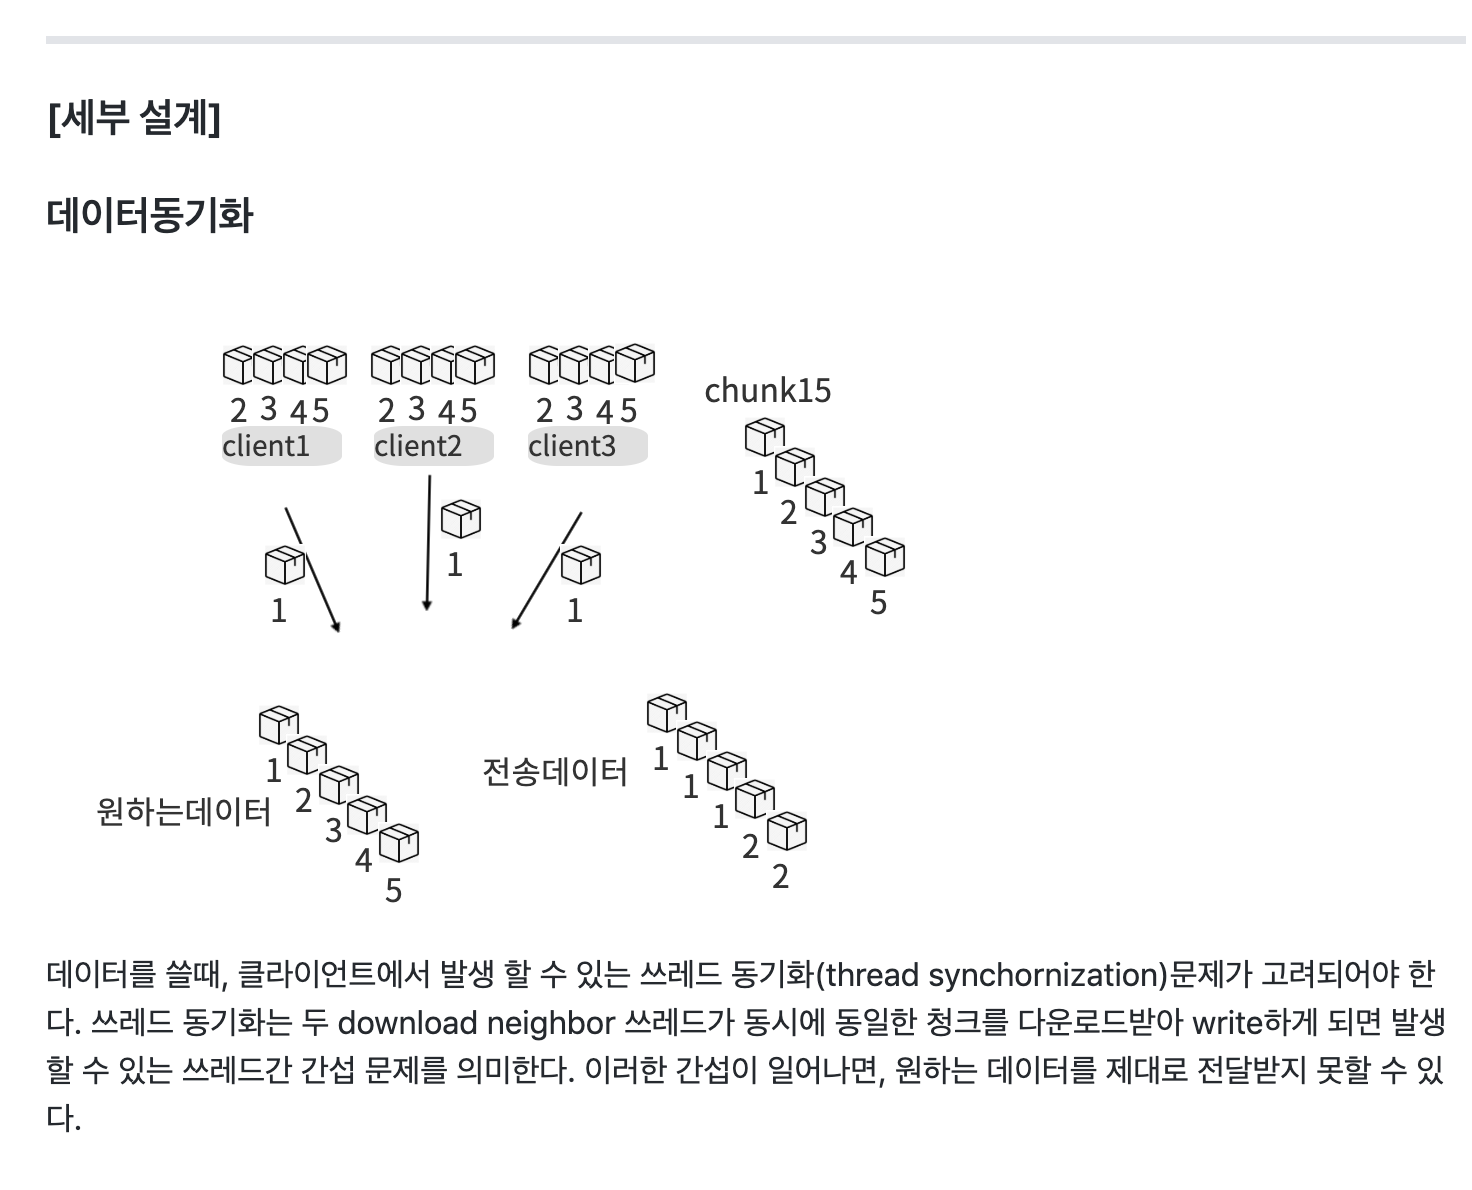 [세부 설계]
데이터동기화
2 3 4 5
2 3 4 5
2 3 4 5
client1
client2
client3
chunk15
1
2
3
4
5
1
1
1
원하는데이터
1
2
3
4
5
전송데이터
1
1
1
2
2
데이터를 쓸때, 클라이언트에서 발생 할 수 있는 쓰레드 동기화(thread synchornization)문제가 고려되어야 한
다. 쓰레드 동기화는 두 download neighbor 쓰레드가 동시에 동일한 청크를 다운로드받아 write하게 되면 발생
할 수 있는 쓰레드간 간섭 문제를 의미한다. 이러한 간섭이 일어나면, 원하는 데이터를 제대로 전달받지 못할 수 있
다.